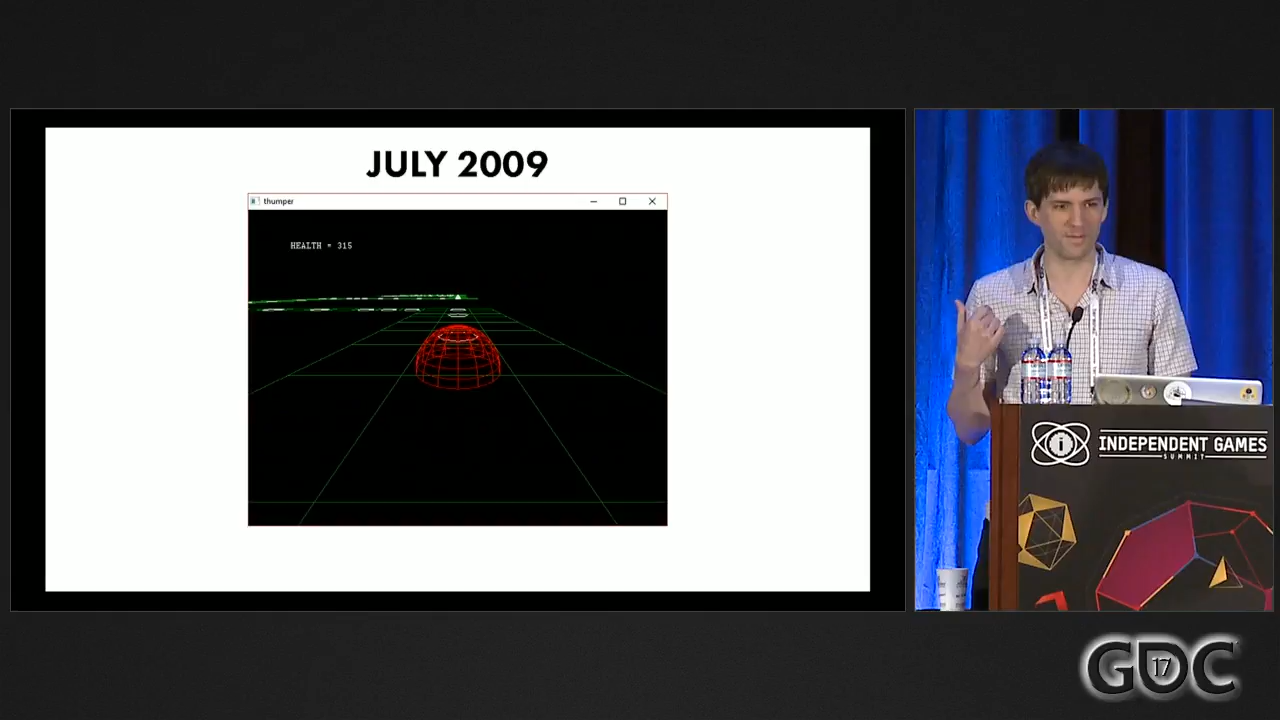 JULY 2009
thumper
HEALTH = 315
i
INDEPENDENT GAMES
SUMMIT
GDC
17